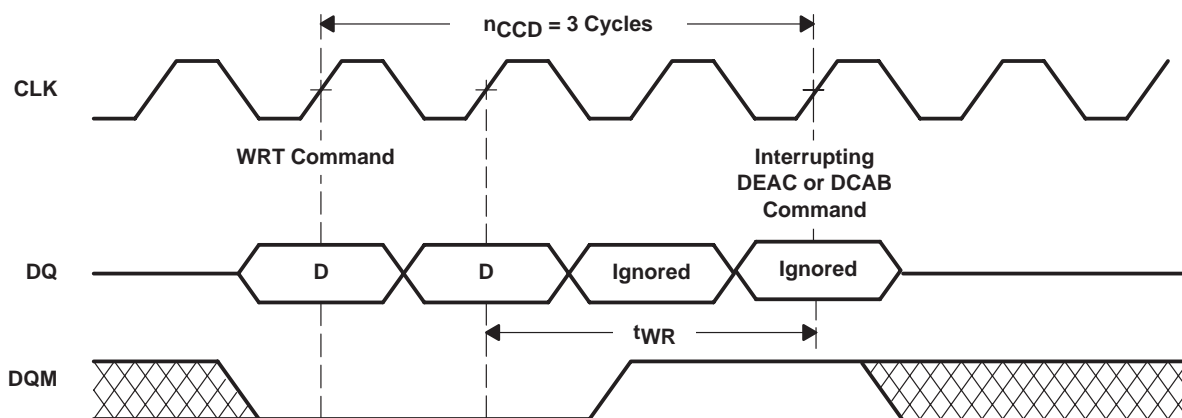 nCCD = 3 Cycles
CLK
WRT Command
Interrupting
DEAC or DCAB
Command
DQ
D
D
Ignored
Ignored
tWR
DQM